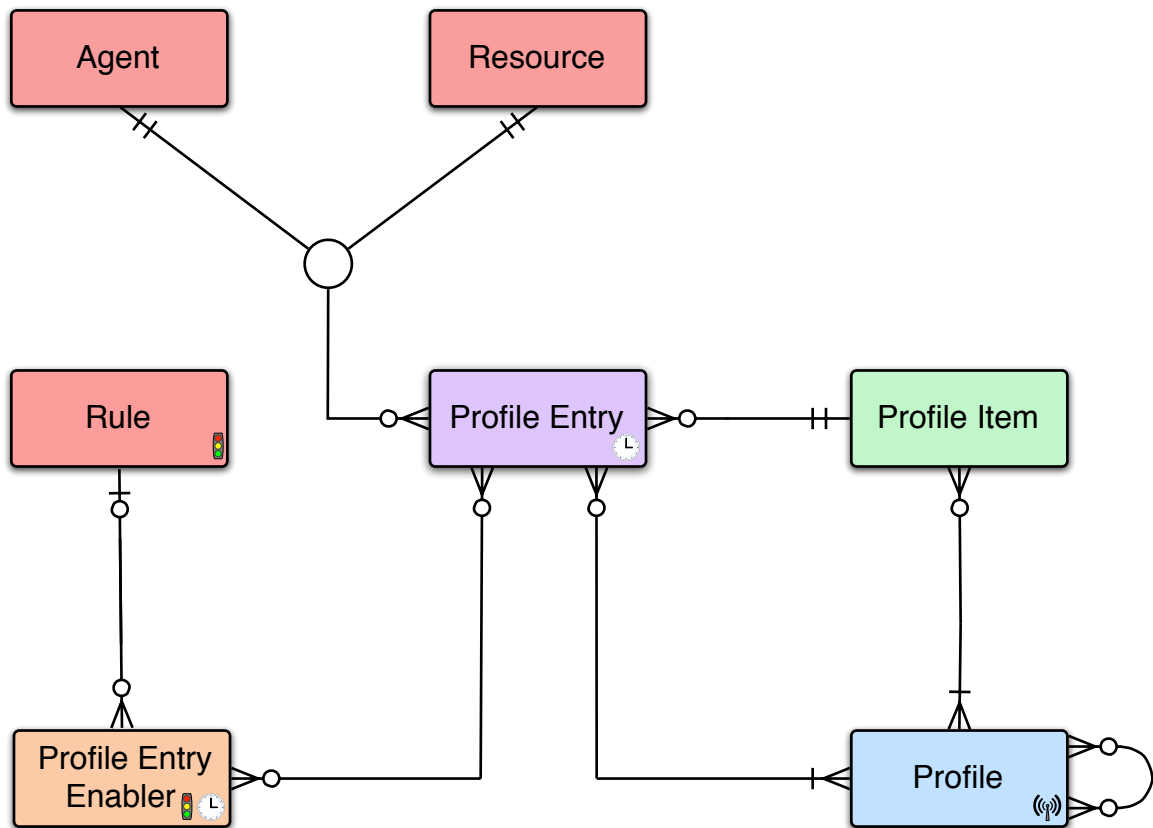 Agent
Resource
Rule
Profile Entry
Profile Item
Profile Entry
Enabler
Profile